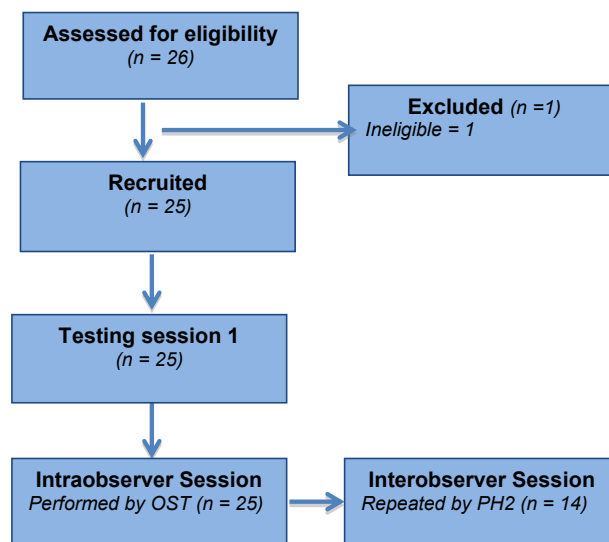 Assessed for eligibility
(n = 26)
Excluded (n =1)
Ineligible = 1
Recruited
(n = 25)
Testing session 1
(n = 25)
Intraobserver Session
Performed by OST (n = 25)
Interobserver Session
Repeated by PH2 (n = 14)